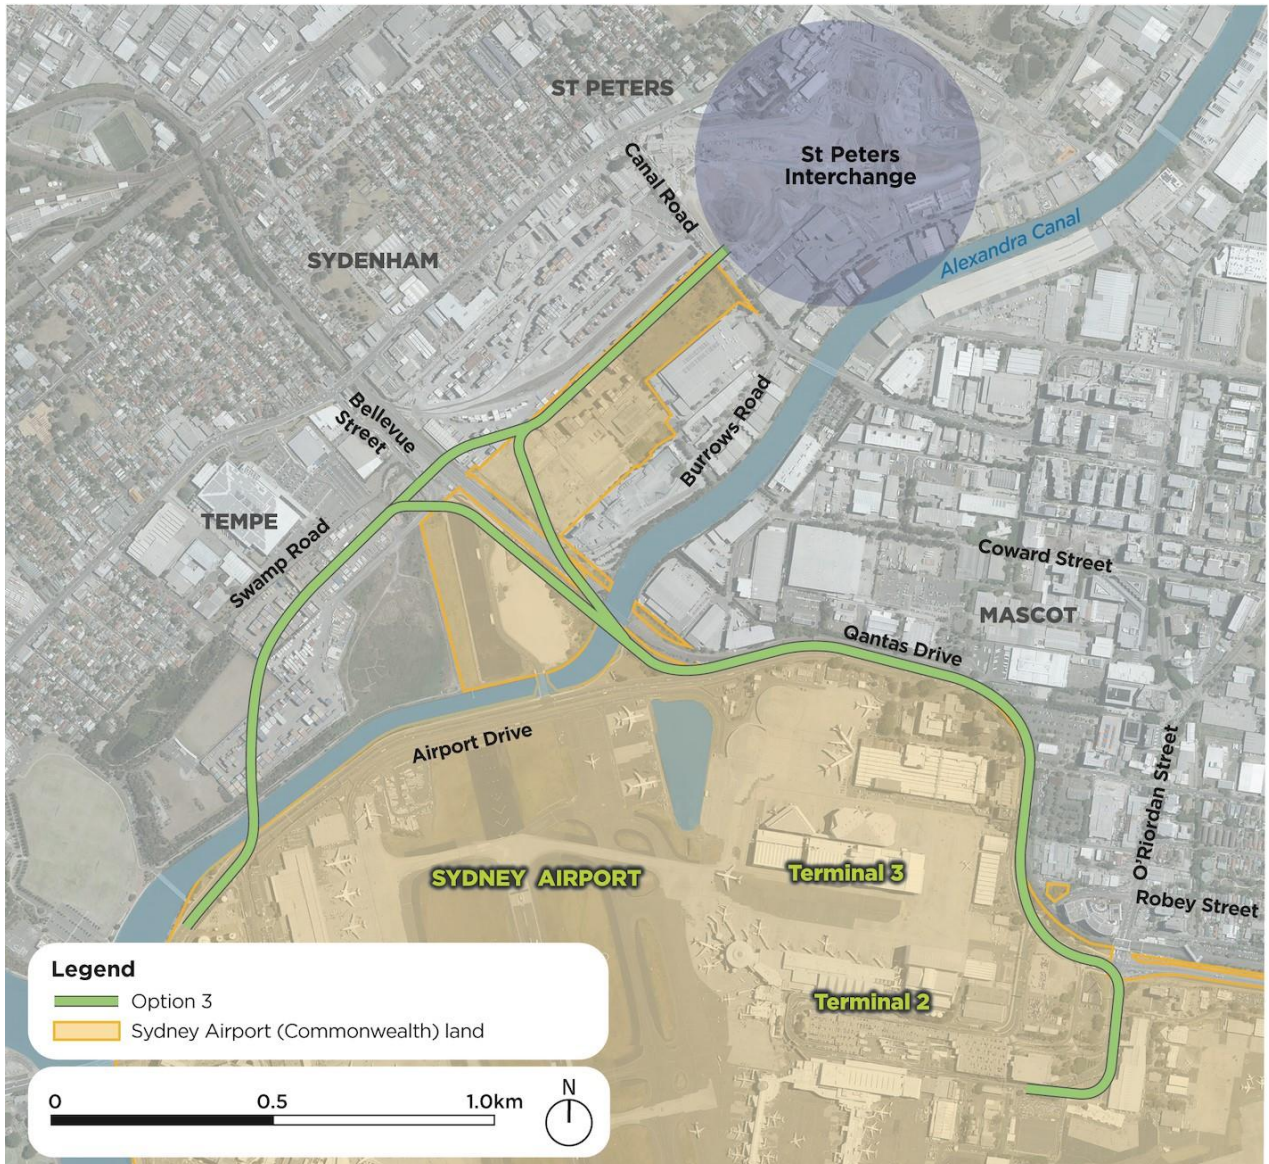 ST PETERS
St Peters
Interchange
Canal Road
Alexandra Canal
SYDENHAM
Bellevue
Street
Burrows Road
TEMPE
Swamp Road
Coward Street
MASCOT
Qantas Drive
Airport Drive
O'Riordan Street
SYDNEY AIRPORT
Terminal 3
Robey Street
Terminal 2
Legend
Option 3
Sydney Airport (Commonwealth) land
0 0.5 1.0km
N